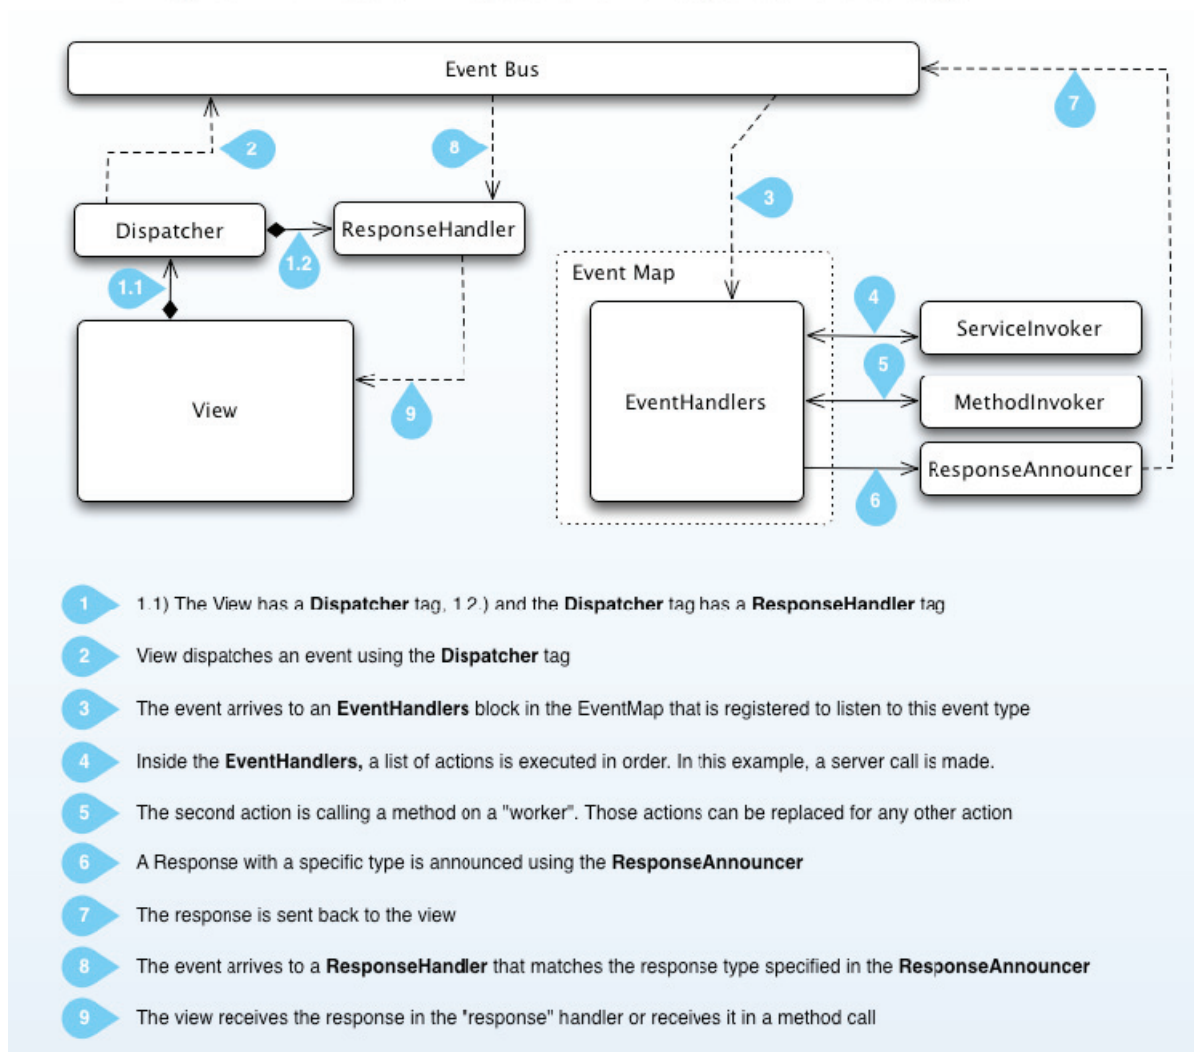 Event Bus
7
2
8
3
Dispatcher
ResponseHandler
1.2
1.1
Event Map
4
ServiceInvoker
5
View
EventHandlers
MethodInvoker
9
ResponseAnnouncer
6
1 1.1) The View has a Dispatcher tag, 1.2.) and the Dispatcher tag has a ResponseHandler tag
2 View dispatches an event using the Dispatcher tag
3 The event arrives to an EventHandlers block in the EventMap that is registered to listen to this event type
4 Inside the EventHandlers, a list of actions is executed in order. In this example, a server call is made.
5 The second action is calling a method on a "worker". Those actions can be replaced for any other action
6 A Response with a specific type is announced using the ResponseAnnouncer
7 The response is sent back to the view
8 The event arrives to a ResponseHandler that matches the response type specified in the ResponseAnnouncer
9 The view receives the response in the "response" handler or receives it in a method call